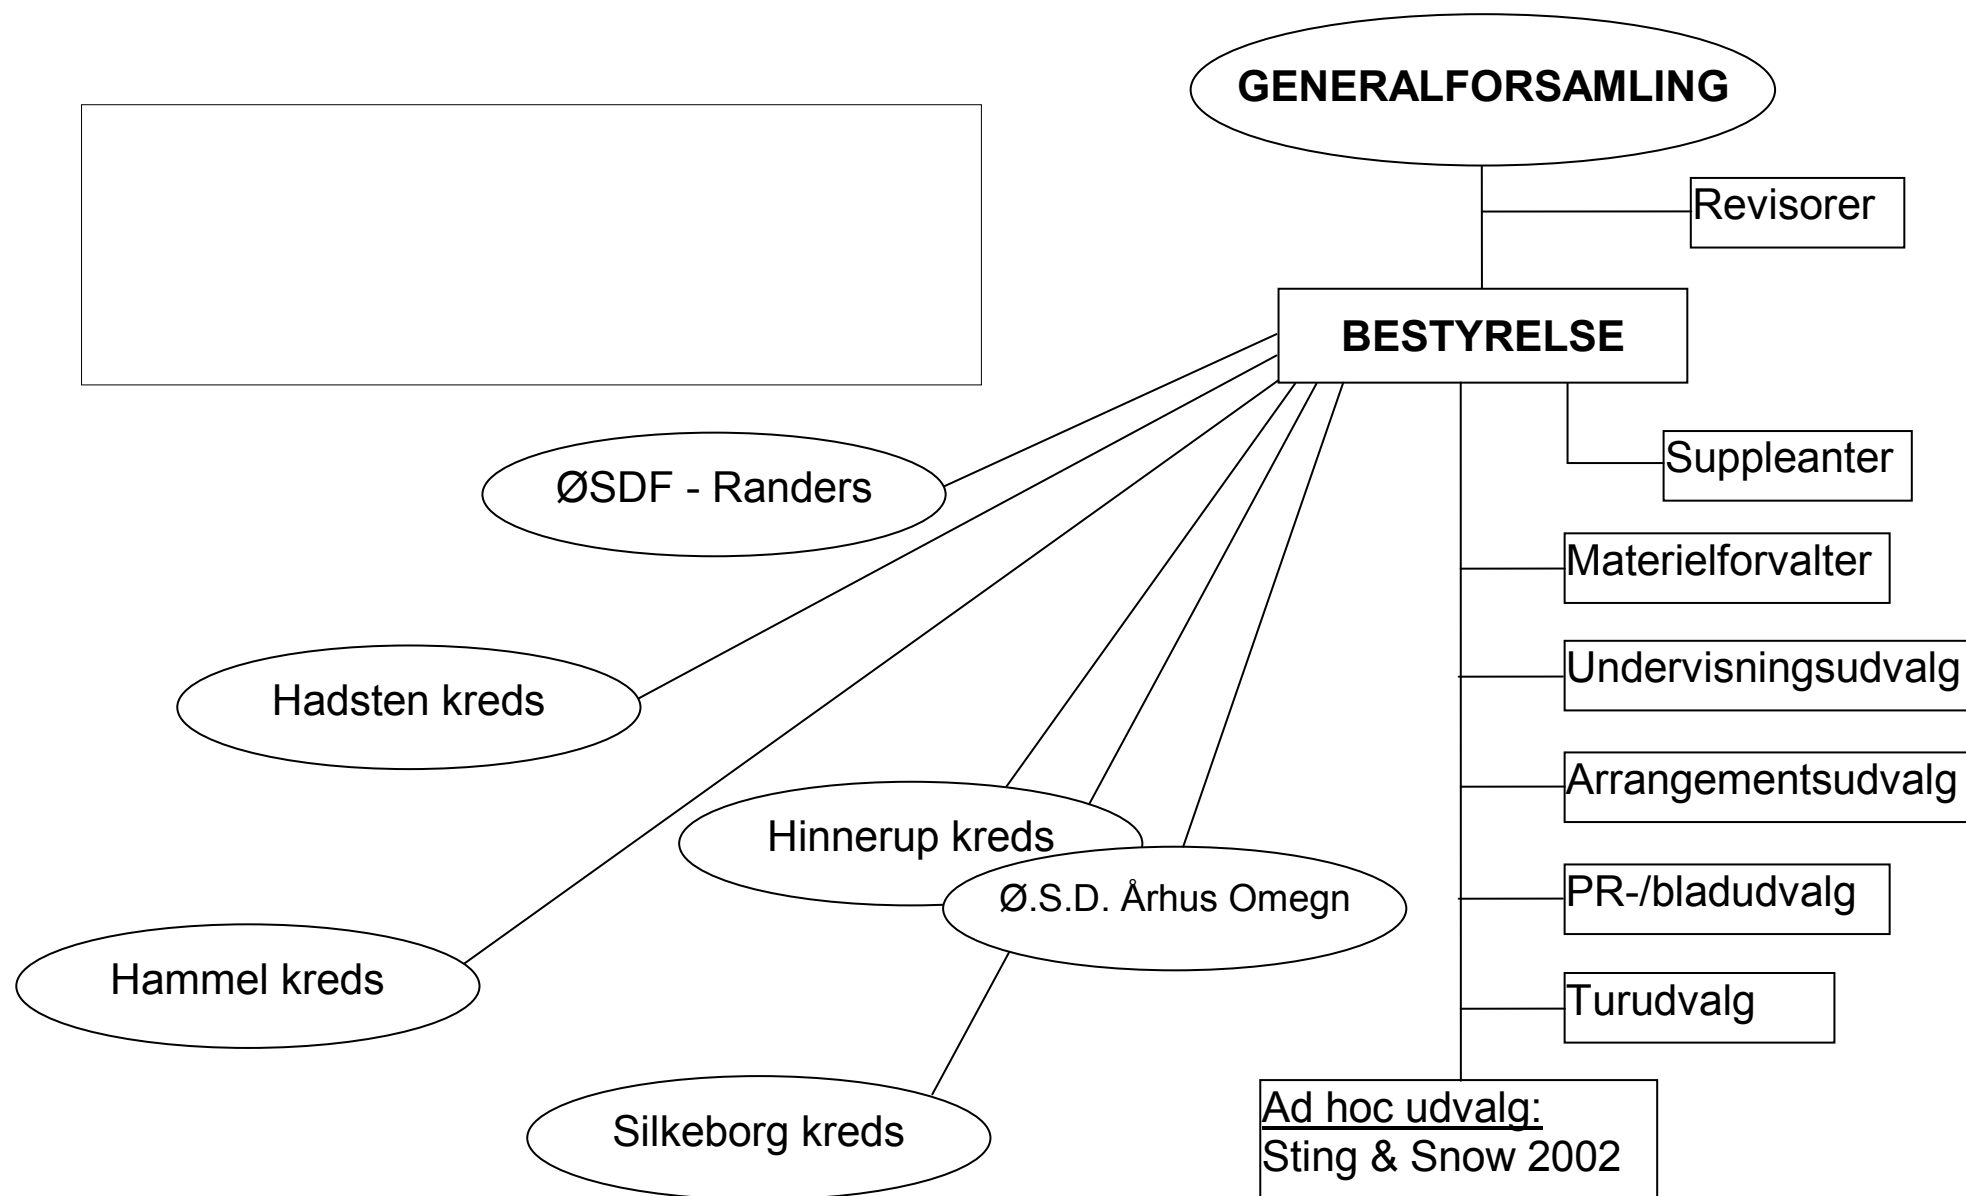 GENERALFORSAMLING
Revisorer
BESTYRELSE
Suppleanter
ØSDF - Randers
Materielforvalter
Undervisningsudvalg
Hadsten kreds
Arrangementsudvalg
Hinnerup kreds
PR-/bladudvalg
Ø.S.D. Århus Omegn
Hammel kreds
Turudvalg
Ad hoc udvalg:
Sting & Snow 2002
Silkeborg kreds